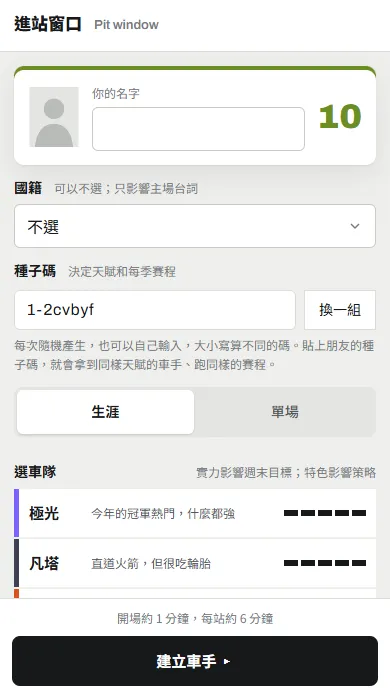 進站窗口 Pit window
你的名字
10
國籍 可以不選；只影響主場台詞
不選
種子碼 決定天賦和每季賽程
1-2cvbyf 換一組
每次隨機產生，也可以自己輸入，大小寫算不同的碼。貼上朋友的種
子碼，就會拿到同樣天賦的車手、跑同樣的賽程。
生涯 單場
選車隊 實力影響週末目標；特色影響策略
極光 今年的冠軍熱門，什麼都強
凡塔 直道火箭，但很吃輪胎
開場約 1 分鐘，每站約 6 分鐘
建立車手 ▸